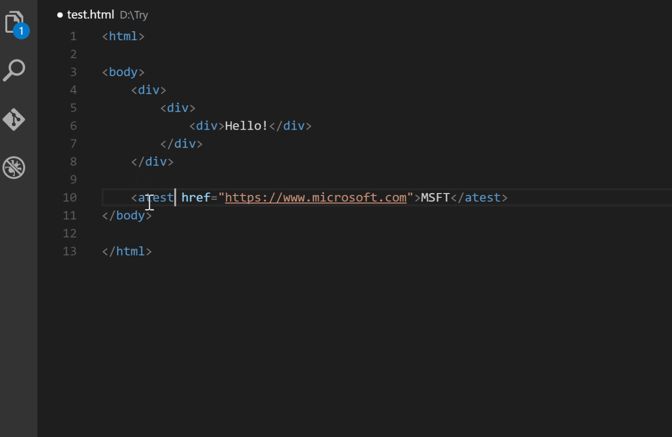 ● test.html D:\Try
1
1 <html>
2
3 <body>
4 <div>
5 <div>
6 <div>Hello!</div>
7 </div>
8 </div>
9
10 <atest href="https://www.microsoft.com">MSFT</atest>
11 </body>
12
13 </html>